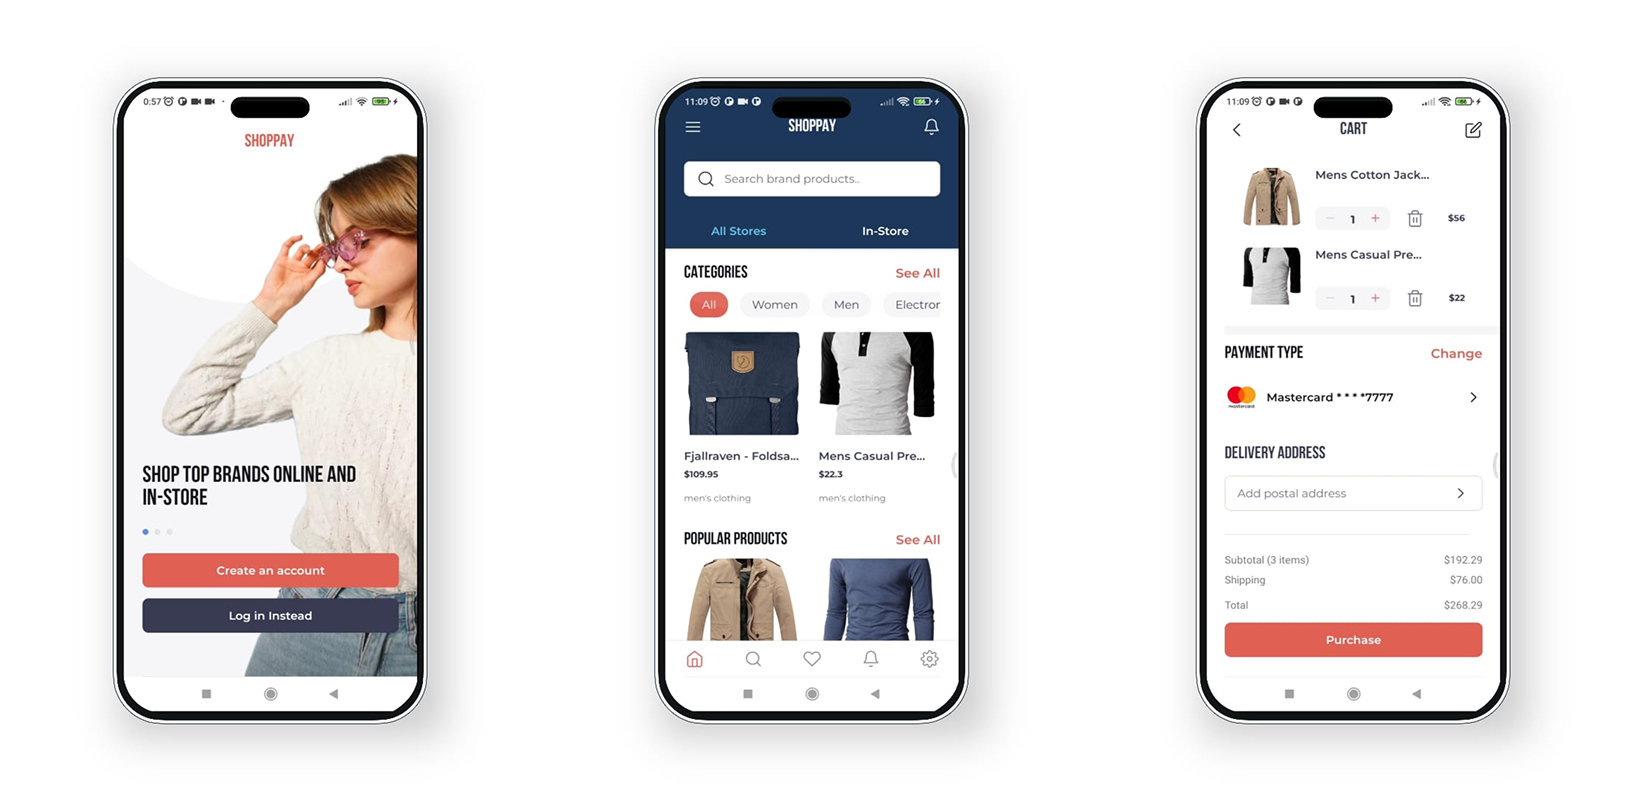 0:57
SHOPPAY
SHOP TOP BRANDS ONLINE AND
IN-STORE
Create an account
Log in Instead
11:09
SHOPPAY
Search brand products..
All Stores In-Store
CATEGORIES See All
All Women Men Electror
Fjallraven - Foldsa... Mens Casual Pre...
$109.95 $22.3
men's clothing men's clothing
POPULAR PRODUCTS See All
11:09
CART
Mens Cotton Jack...
1 $56
Mens Casual Pre...
1 $22
PAYMENT TYPE Change
mastercard Mastercard * * * *7777
DELIVERY ADDRESS
Add postal address
Subtotal (3 items) $192.29
Shipping $76.00
Total $268.29
Purchase